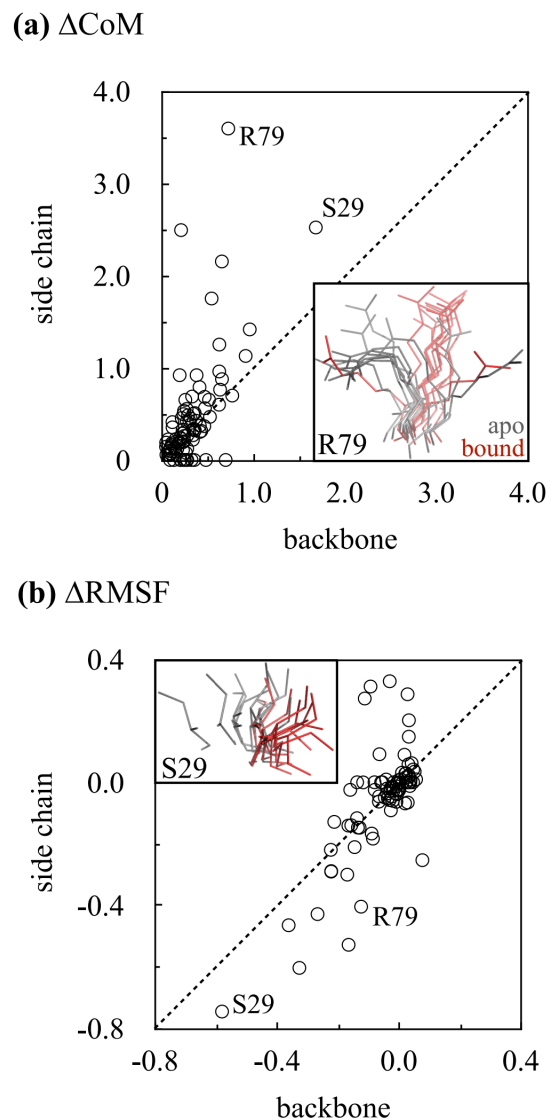 (a) ΔCoM
4.0
R79
3.0
S29
side chain
2.0
1.0
apo
bound
R79
0
0
1.0
2.0
3.0
4.0
backbone
(b) ΔRMSF
0.4
S29
0.0
side chain
-0.4
R79
S29
-0.8
-0.8
-0.4
0.0
0.4
backbone